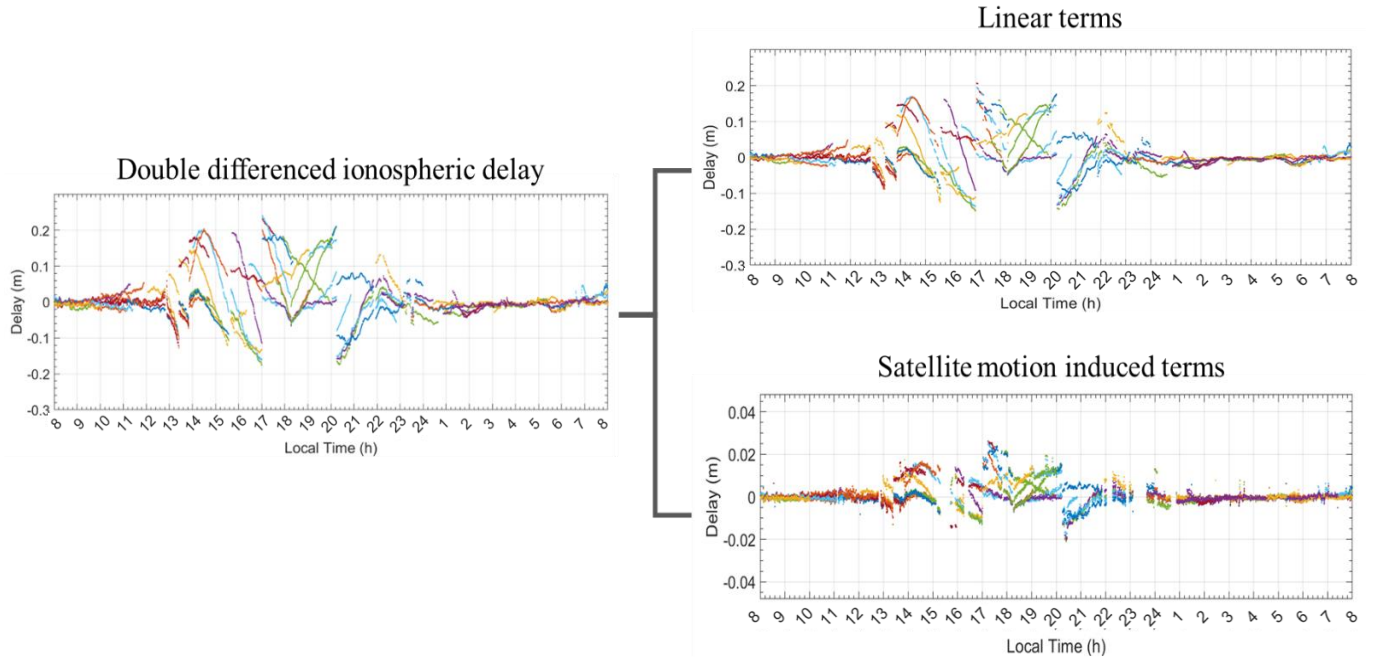 Double differenced ionospheric delay
Delay (m)
0.2
0.1
0
-0.1
-0.2
-0.3
8 9 10 11 12 13 14 15 16 17 18 19 20 21 22 23 24 1 2 3 4 5 6 7 8
Local Time (h)
Linear terms
Delay (m)
0.2
0.1
0
-0.1
-0.2
-0.3
8 9 10 11 12 13 14 15 16 17 18 19 20 21 22 23 24 1 2 3 4 5 6 7 8
Local Time (h)
Satellite motion induced terms
Delay (m)
0.04
0.02
0
-0.02
-0.04
8 9 10 11 12 13 14 15 16 17 18 19 20 21 22 23 24 1 2 3 4 5 6 7 8
Local Time (h)